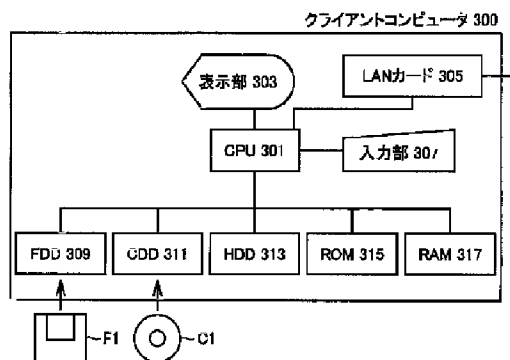 クライアントコンピュータ 300
表示部 303
LANカード 305
CPU 301
入力部 307
FDD 309
CDD 311
HDD 313
ROM 315
RAM 317
F1
C1